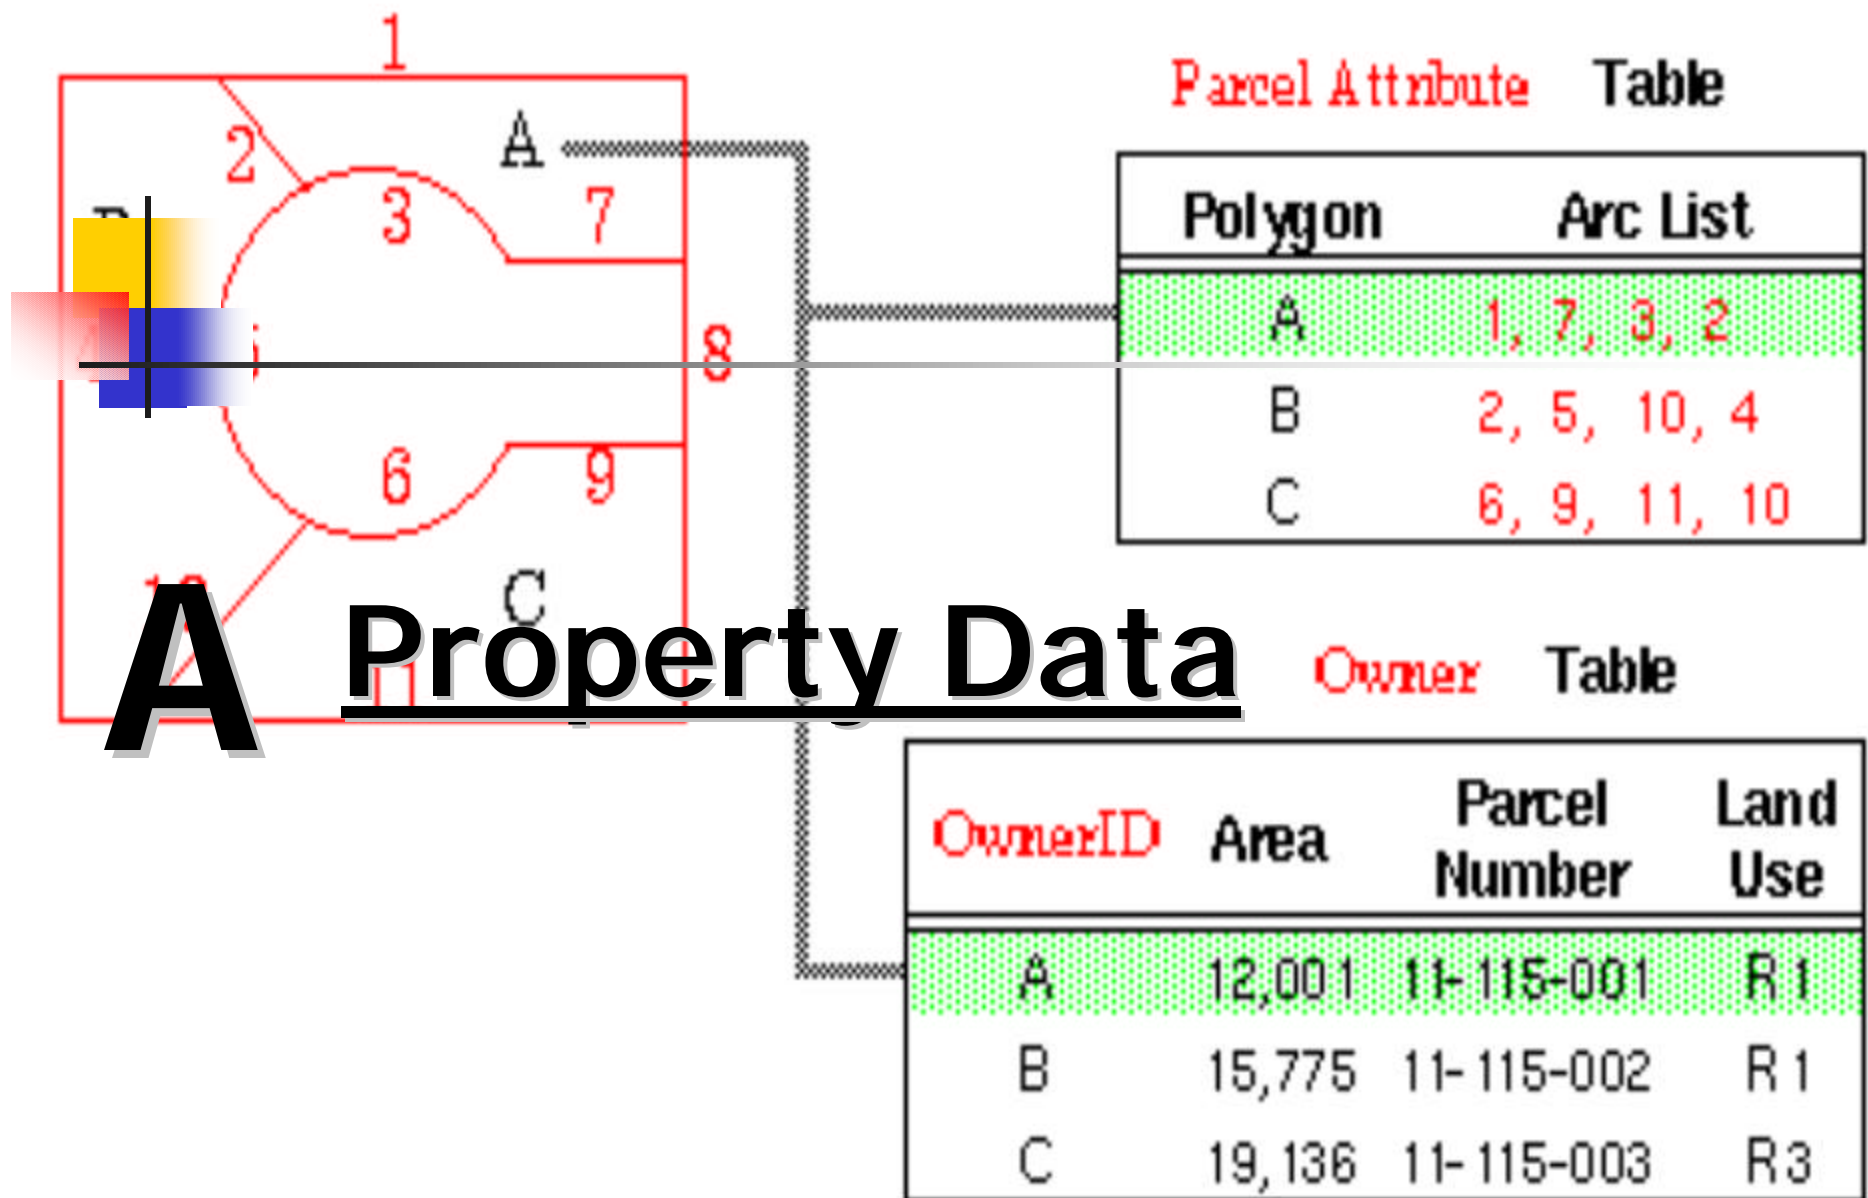 1
Parcel Attribute Table
2
A
3
7
Polygon Arc List
A 1, 7, 3, 2
8
B 2, 5, 10, 4
6
9
C 6, 9, 11, 10
C
A Property Data
11
Owner Table
OwnerID Area Parcel Number Land Use
A 12,001 11-115-001 R1
B 15,775 11-115-002 R1
C 19,136 11-115-003 R3